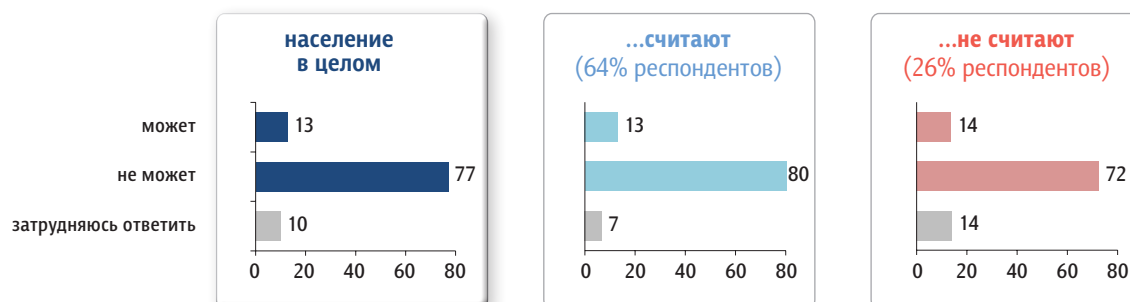 население
в целом
...считают
(64% респондентов)
...не считают
(26% респондентов)
может
13
13
14
не может
77
80
72
затрудняюсь ответить
10
7
14
0 20 40 60 80
0 20 40 60 80
0 20 40 60 80